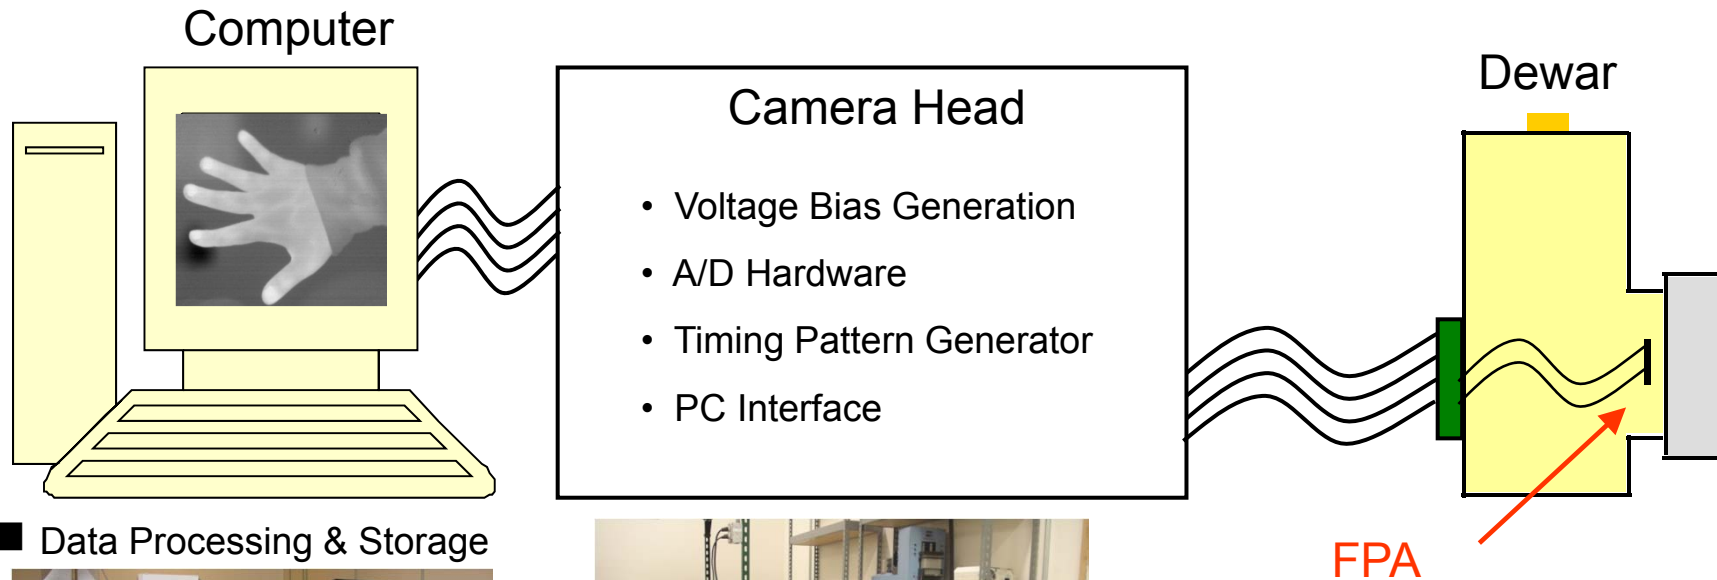 Computer
Camera Head
Dewar
• Voltage Bias Generation
• A/D Hardware
• Timing Pattern Generator
• PC Interface
■ Data Processing & Storage
FPA